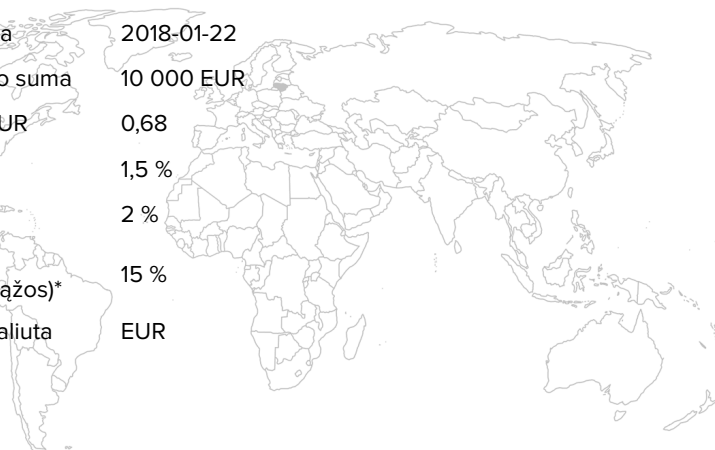 a 2018-01-22
o suma 10 000 EUR
UR 0,68
1,5 %
2 %
15 %
ąžos)*
aliuta EUR